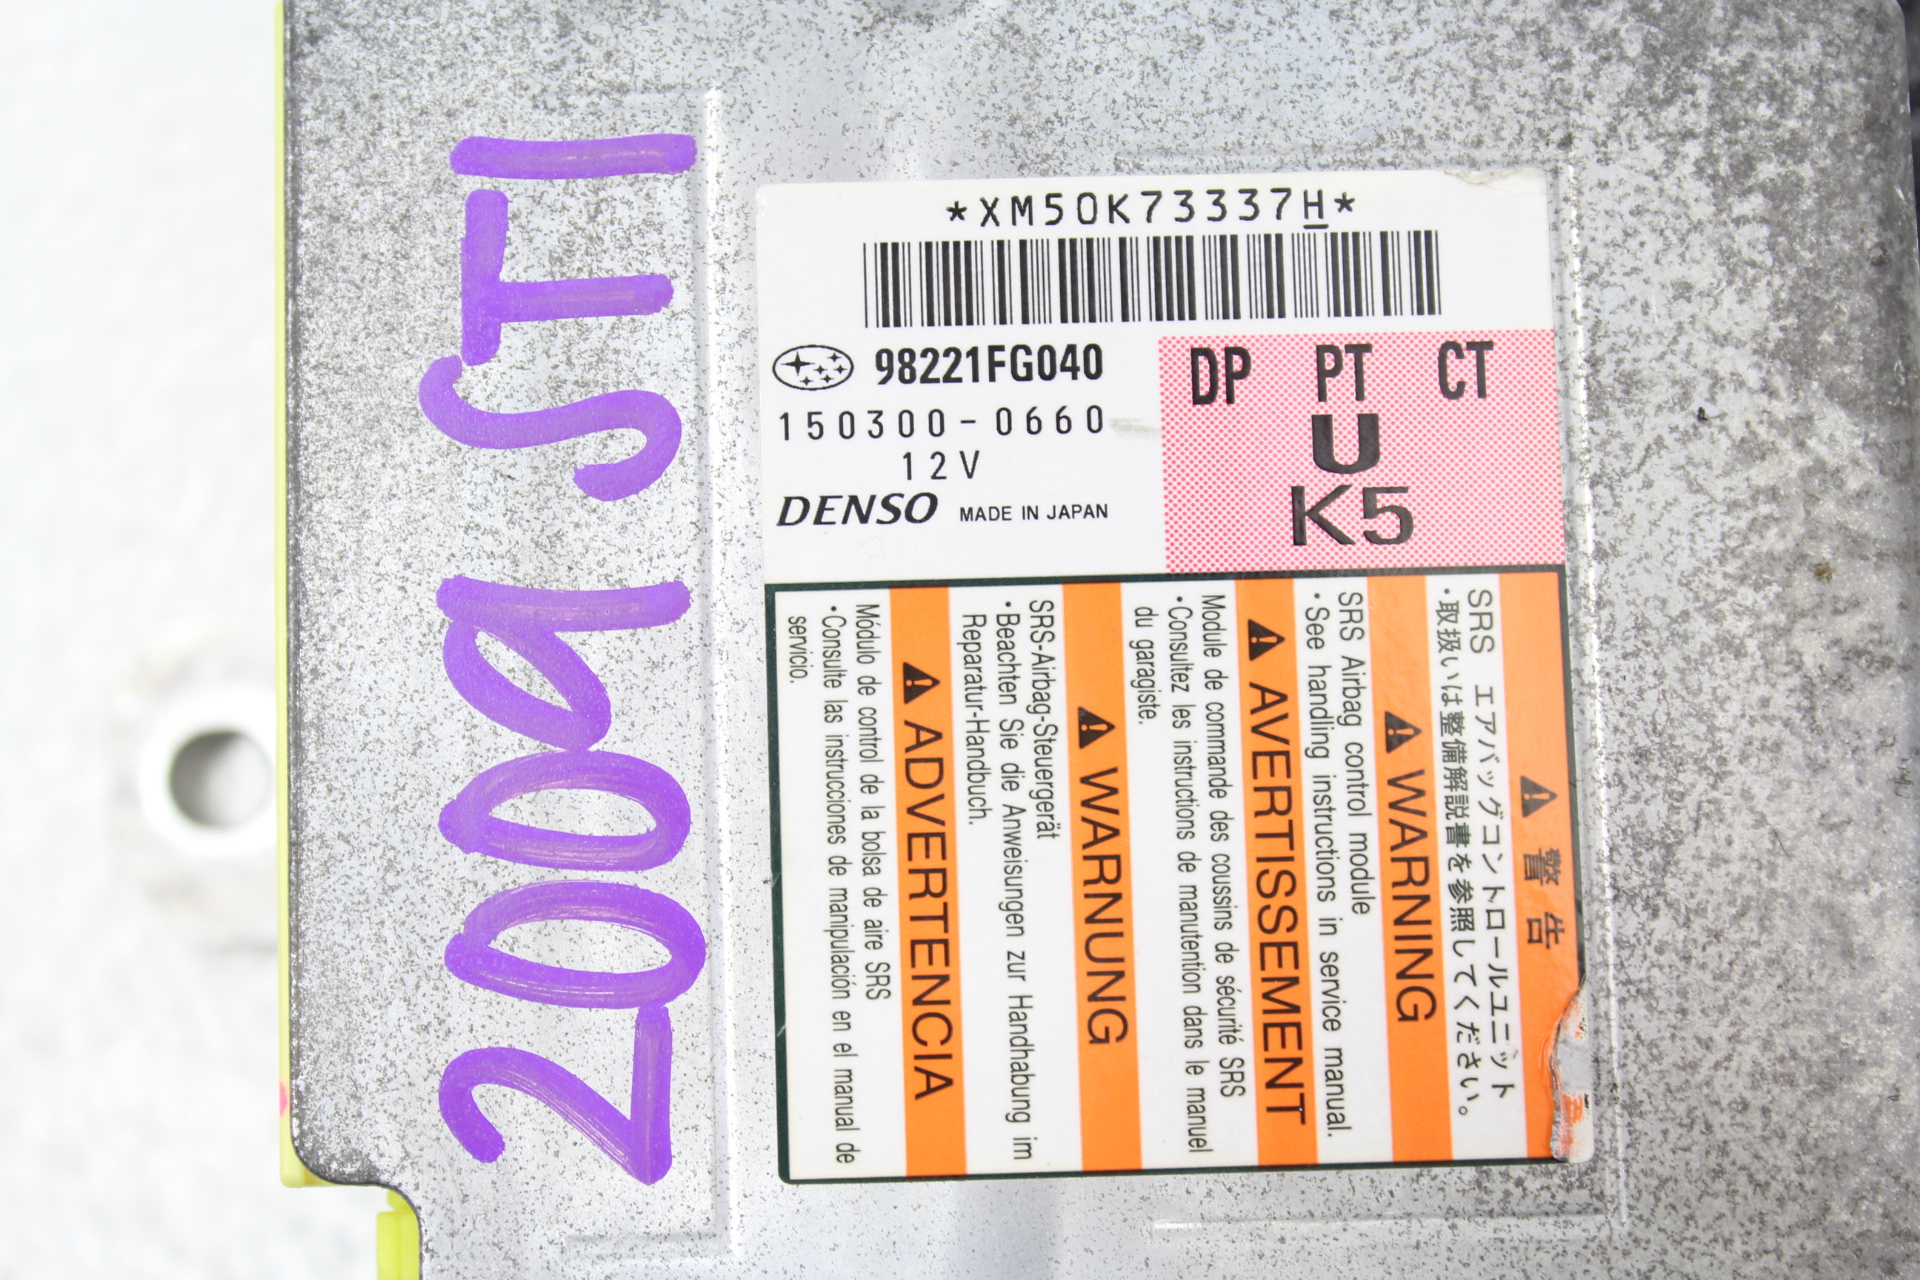 2009 STI
*XM50K73337H*
98221FG040
150300-0660
12V
DENSO MADE IN JAPAN
DP PT CT
U
K5
警告
SRS エアバッグコントロールユニット
・取扱いは整備解説書を参照してください。
WARNING
SRS Airbag control module
・See handling instructions in service manual.
AVERTISSEMENT
Module de commande des coussins de sécurité SRS
・Consultez les instructions de manutention dans le manuel
du garagiste.
WARNUNG
SRS-Airbag-Steuergerät
・Beachten Sie die Anweisungen zur Handhabung im
Reparatur-Handbuch.
ADVERTENCIA
Módulo de control de la bolsa de aire SRS
・Consulte las instrucciones de manipulación en el manual de
servicio.